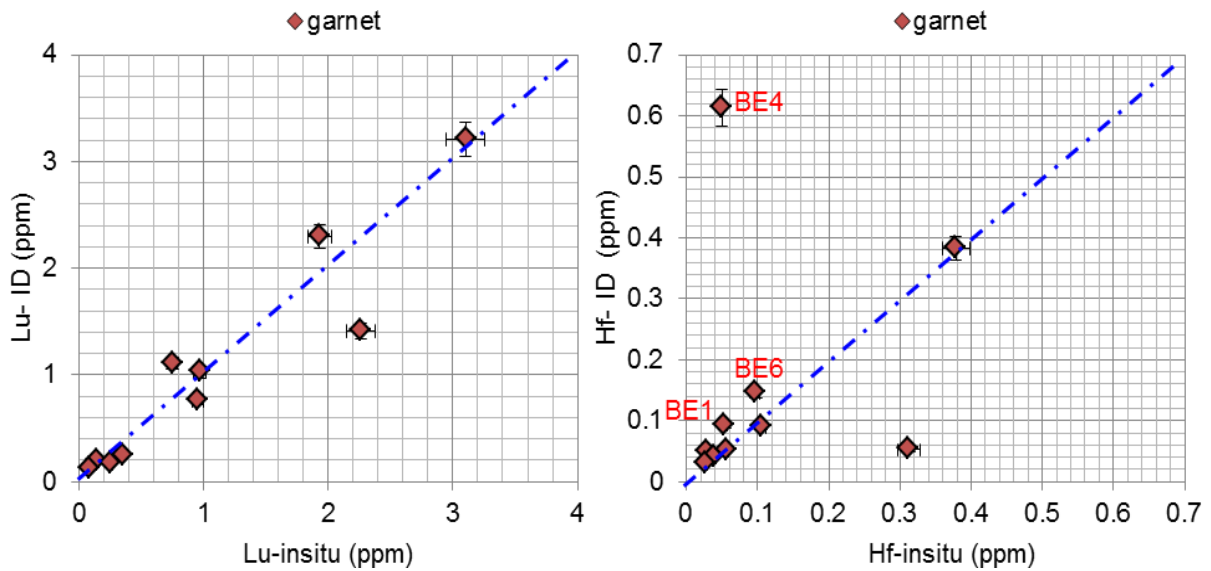 garnet
4
3
2
1
0
Lu- ID (ppm)
0 1 2 3 4
Lu-insitu (ppm)
garnet
0.7
0.6
0.5
0.4
0.3
0.2
0.1
0
Hf- ID (ppm)
BE4
BE6
BE1
0 0.1 0.2 0.3 0.4 0.5 0.6 0.7
Hf-insitu (ppm)